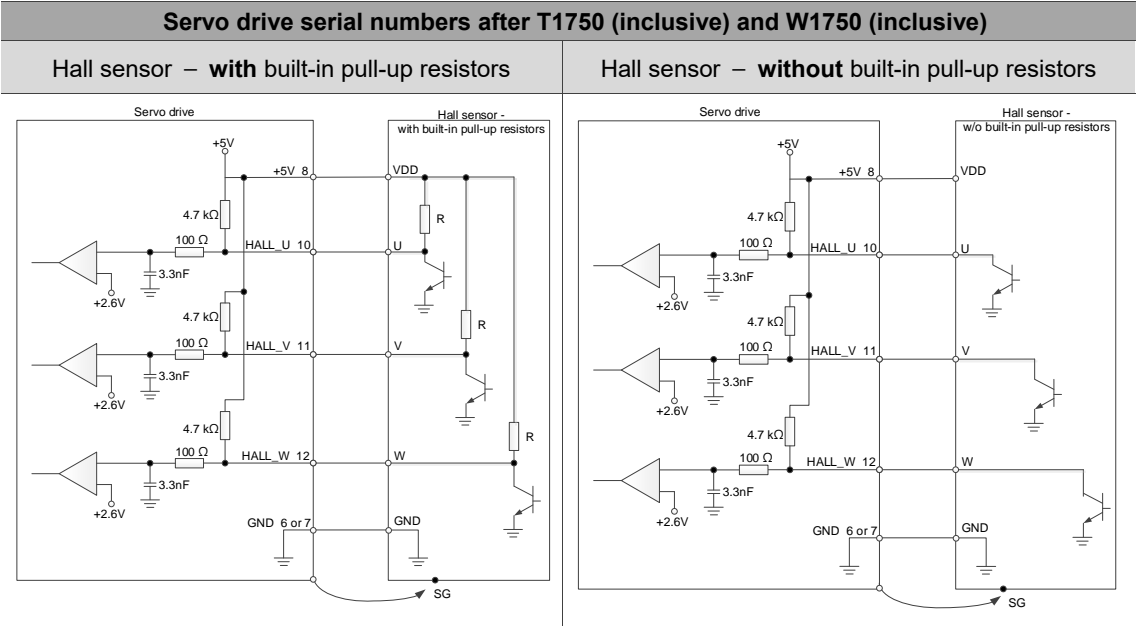 Servo drive serial numbers after T1750 (inclusive) and W1750 (inclusive)
Hall sensor – with built-in pull-up resistors
Hall sensor – without built-in pull-up resistors
Servo drive
Hall sensor -
with built-in pull-up resistors
+5V
+5V 8
VDD
4.7 kΩ
R
100 Ω
HALL_U 10
U
3.3nF
+2.6V
4.7 kΩ
R
100 Ω
HALL_V 11
V
3.3nF
+2.6V
4.7 kΩ
R
100 Ω
HALL_W 12
W
3.3nF
+2.6V
GND 6 or 7
GND
SG
Servo drive
Hall sensor -
w/o built-in pull-up resistors
+5V
+5V 8
VDD
4.7 kΩ
100 Ω
HALL_U 10
U
3.3nF
+2.6V
4.7 kΩ
100 Ω
HALL_V 11
V
3.3nF
+2.6V
4.7 kΩ
100 Ω
HALL_W 12
W
3.3nF
+2.6V
GND 6 or 7
GND
SG